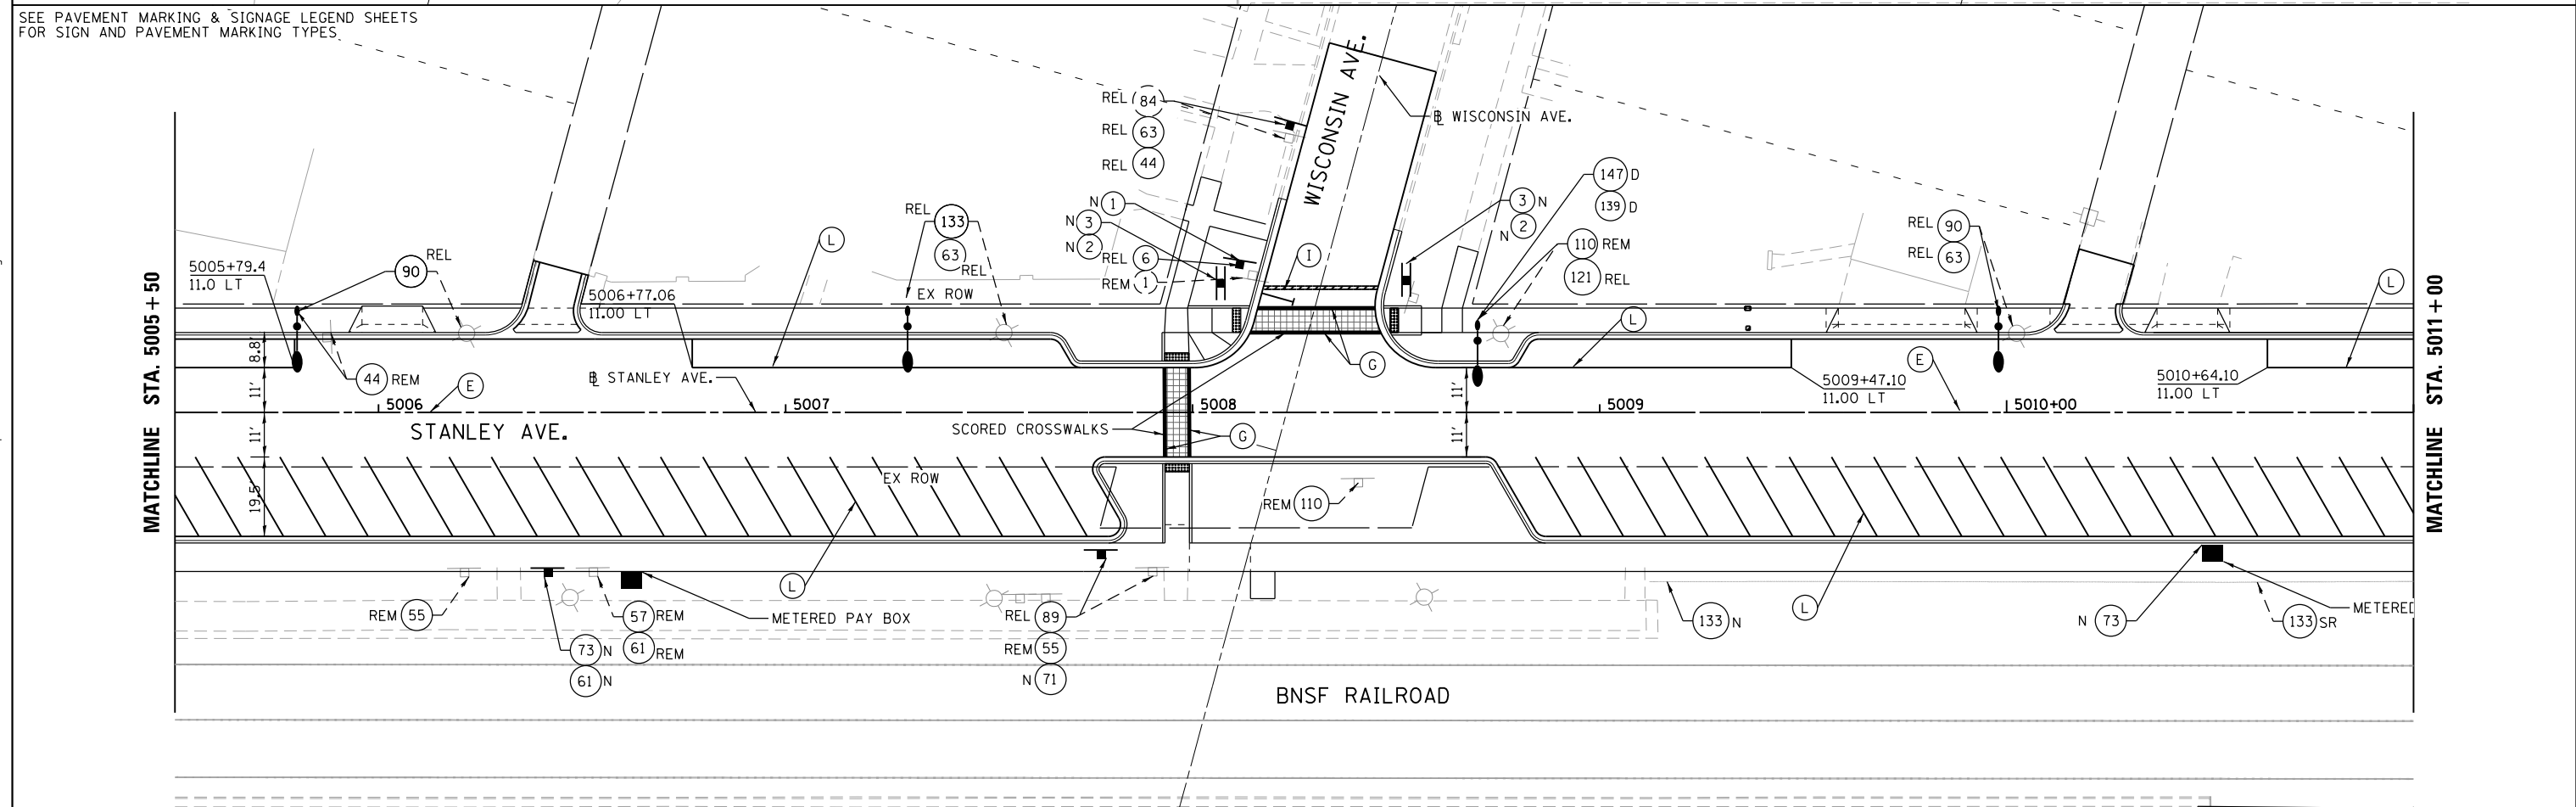 SEE PAVEMENT MARKING & SIGNAGE LEGEND SHEETS
FOR SIGN AND PAVEMENT MARKING TYPES
MATCHLINE STA. 5005+50
5005+79.4
11.0 LT
90
REL
44 REM
E
8.8'
11'
11'
19.5'
5006
STANLEY AVE.
5006+77.06
11.00 LT
L
℄ STANLEY AVE.
5007
REL
133
63
REL
EX ROW
EX ROW
REL 84
REL 63
REL 44
N 1
N 3
N 2
REL 6
REM 1
WISCONSIN AVE.
℄ WISCONSIN AVE.
I
3 N
N 2
147 D
139 D
110 REM
121 REL
G
L
SCORED CROSSWALKS
5008
G
11'
11'
5009
5009+47.10
11.00 LT
E
REL 90
REL 63
5010+00
5010+64.10
11.00 LT
L
MATCHLINE STA. 5011+00
REM 110
REM 55
73 N
61 N
57 REM
61 REM
L
METERED PAY BOX
REL 89
REM 55
N 71
133 N
L
N 73
133 SR
METERED
BNSF RAILROAD